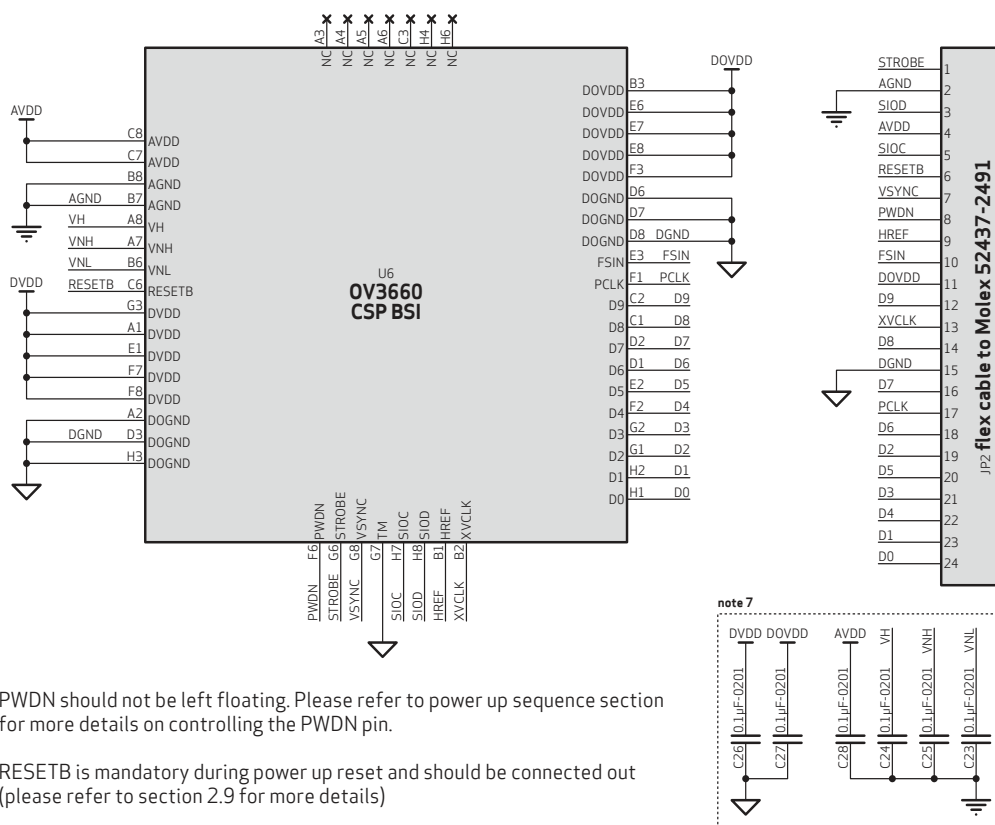 A3 A4 A5 A6 C3 H4 H6
NC NC NC NC NC NC NC
AVDD
C8 AVDD
C7 AVDD
B8 AGND
AGND B7 AGND
VH A8 VH
VNH A7 VNH
VNL B6 VNL
DVDD
RESETB C6 RESETB
G3 DVDD
A1 DVDD
E1 DVDD
F7 DVDD
F8 DVDD
A2 DOGND
DGND D3 DOGND
H3 DOGND
U6
OV3660
CSP BSI
DOVDD
DOVDD B3
DOVDD E6
DOVDD E7
DOVDD E8
DOVDD F3
DOGND D6
DOGND D7
DOGND D8 DGND
FSIN E3 FSIN
PCLK F1 PCLK
D9 C2 D9
D8 C1 D8
D7 D2 D7
D6 D1 D6
D5 E2 D5
D4 F2 D4
D3 G2 D3
D2 G1 D2
D1 H2 D1
D0 H1 D0
PWDN STROBE VSYNC TM SIOC SIOD HREF XVCLK
F6 G6 G8 G7 H7 H8 B1 B2
PWDN STROBE VSYNC SIOC SIOD HREF XVCLK
STROBE 1
AGND 2
SIOD 3
AVDD 4
SIOC 5
RESETB 6
VSYNC 7
PWDN 8
HREF 9
FSIN 10
DOVDD 11
D9 12
XVCLK 13
D8 14
DGND 15
D7 16
PCLK 17
D6 18
D2 19
D5 20
D3 21
D4 22
D1 23
D0 24
JP2 flex cable to Molex 52437-2491
note 7
DVDD DOVDD AVDD VH VNH VNL
0.1μF-0201 0.1μF-0201 0.1μF-0201 0.1μF-0201 0.1μF-0201 0.1μF-0201
C26 C27 C28 C24 C25 C23
PWDN should not be left floating. Please refer to power up sequence section
for more details on controlling the PWDN pin.
RESETB is mandatory during power up reset and should be connected out
(please refer to section 2.9 for more details)